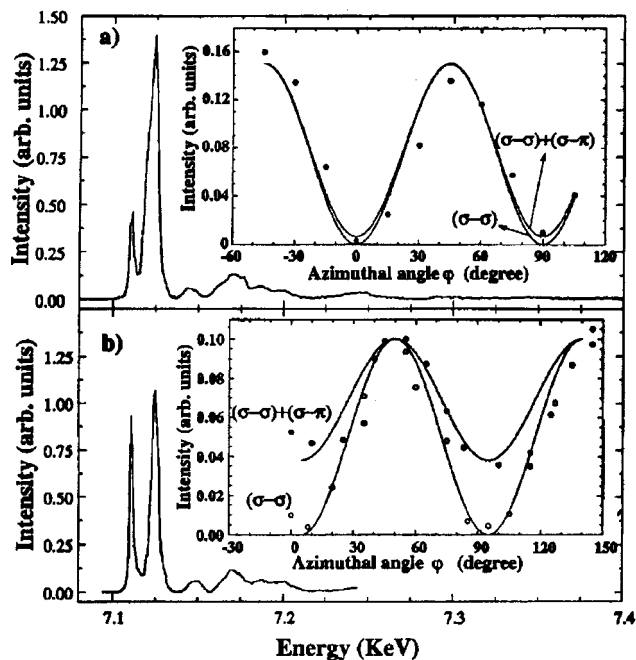 a)
Intensity (arb. units)
1.50
1.25
1.00
0.75
0.50
0.25
0.00
Intensity (arb. units)
0.16
0.12
0.08
0.04
0
(σ−σ)+(σ−π)
(σ−σ)
-60 -30 0 30 60 90 120
Azimuthal angle φ (degree)
b)
Intensity (arb. units)
1.25
1.00
0.75
0.50
0.25
0.00
Intensity (arb. units)
0.10
0.08
0.06
0.04
0.02
0.00
(σ−σ)+(σ−π)
(σ−σ)
-30 0 30 60 90 120 150
Azimuthal angle φ (degree)
7.1 7.2 7.3 7.4
Energy (KeV)